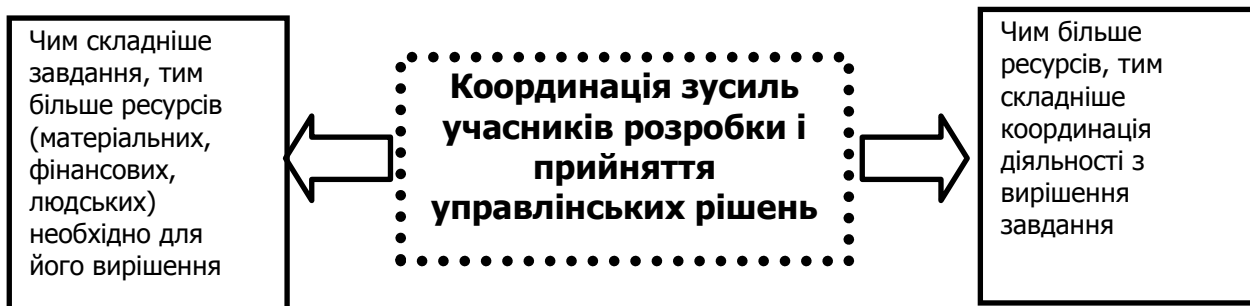 Чим складніше
завдання, тим
більше ресурсів
(матеріальних,
фінансових,
людських)
необхідно для
його вирішення
Координація зусиль
учасників розробки і
прийняття
управлінських рішень
Чим більше
ресурсів, тим
складніше
координація
діяльності з
вирішення
завдання